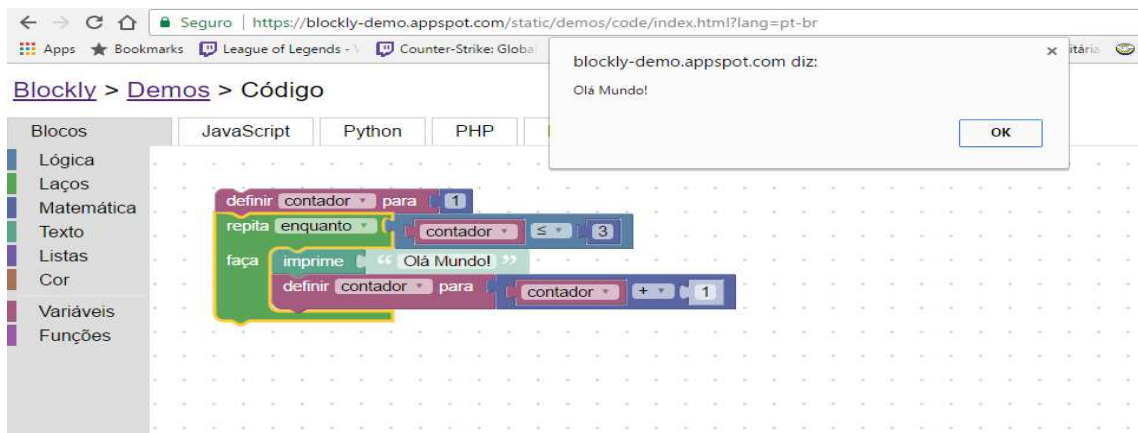 Seguro | https://blockly-demo.appspot.com/static/demos/code/index.html?lang=pt-br
Apps Bookmarks League of Legends - Counter-Strike: Globa
blockly-demo.appspot.com diz:
Olá Mundo!
OK
Blockly > Demos > Código
Blocos JavaScript Python PHP
Lógica
Laços
Matemática
Texto
Listas
Cor
Variáveis
Funções
definir contador para 1
repita enquanto contador ≤ 3
faça imprime “ Olá Mundo! ”
definir contador para contador + 1